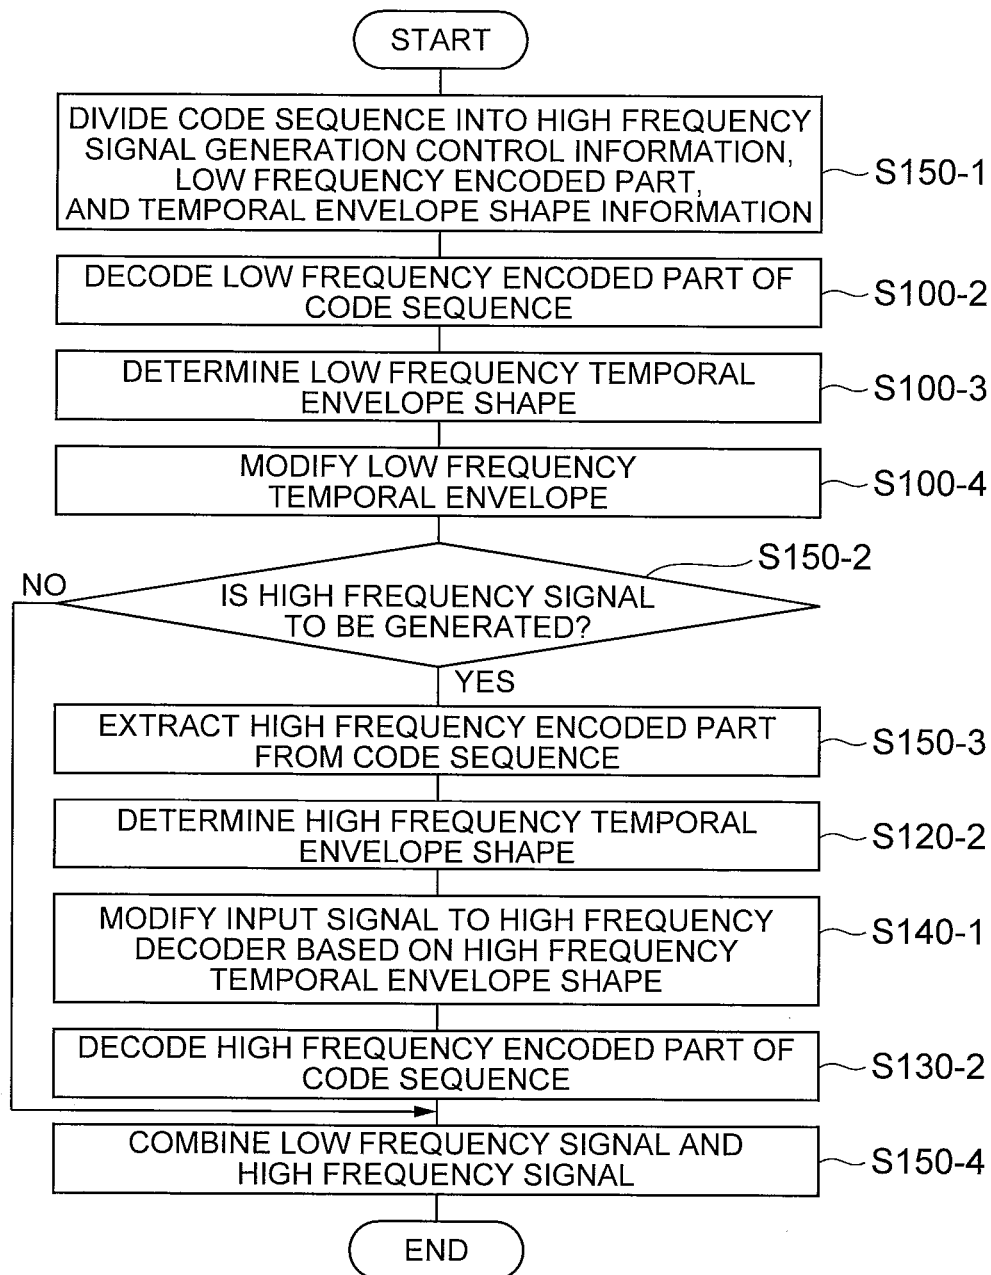 START
DIVIDE CODE SEQUENCE INTO HIGH FREQUENCY
SIGNAL GENERATION CONTROL INFORMATION,
LOW FREQUENCY ENCODED PART,
AND TEMPORAL ENVELOPE SHAPE INFORMATION
S150-1
DECODE LOW FREQUENCY ENCODED PART OF
CODE SEQUENCE
S100-2
DETERMINE LOW FREQUENCY TEMPORAL
ENVELOPE SHAPE
S100-3
MODIFY LOW FREQUENCY
TEMPORAL ENVELOPE
S100-4
S150-2
NO
IS HIGH FREQUENCY SIGNAL
TO BE GENERATED?
YES
EXTRACT HIGH FREQUENCY ENCODED PART
FROM CODE SEQUENCE
S150-3
DETERMINE HIGH FREQUENCY TEMPORAL
ENVELOPE SHAPE
S120-2
MODIFY INPUT SIGNAL TO HIGH FREQUENCY
DECODER BASED ON HIGH FREQUENCY
TEMPORAL ENVELOPE SHAPE
S140-1
DECODE HIGH FREQUENCY ENCODED PART OF
CODE SEQUENCE
S130-2
COMBINE LOW FREQUENCY SIGNAL AND
HIGH FREQUENCY SIGNAL
S150-4
END